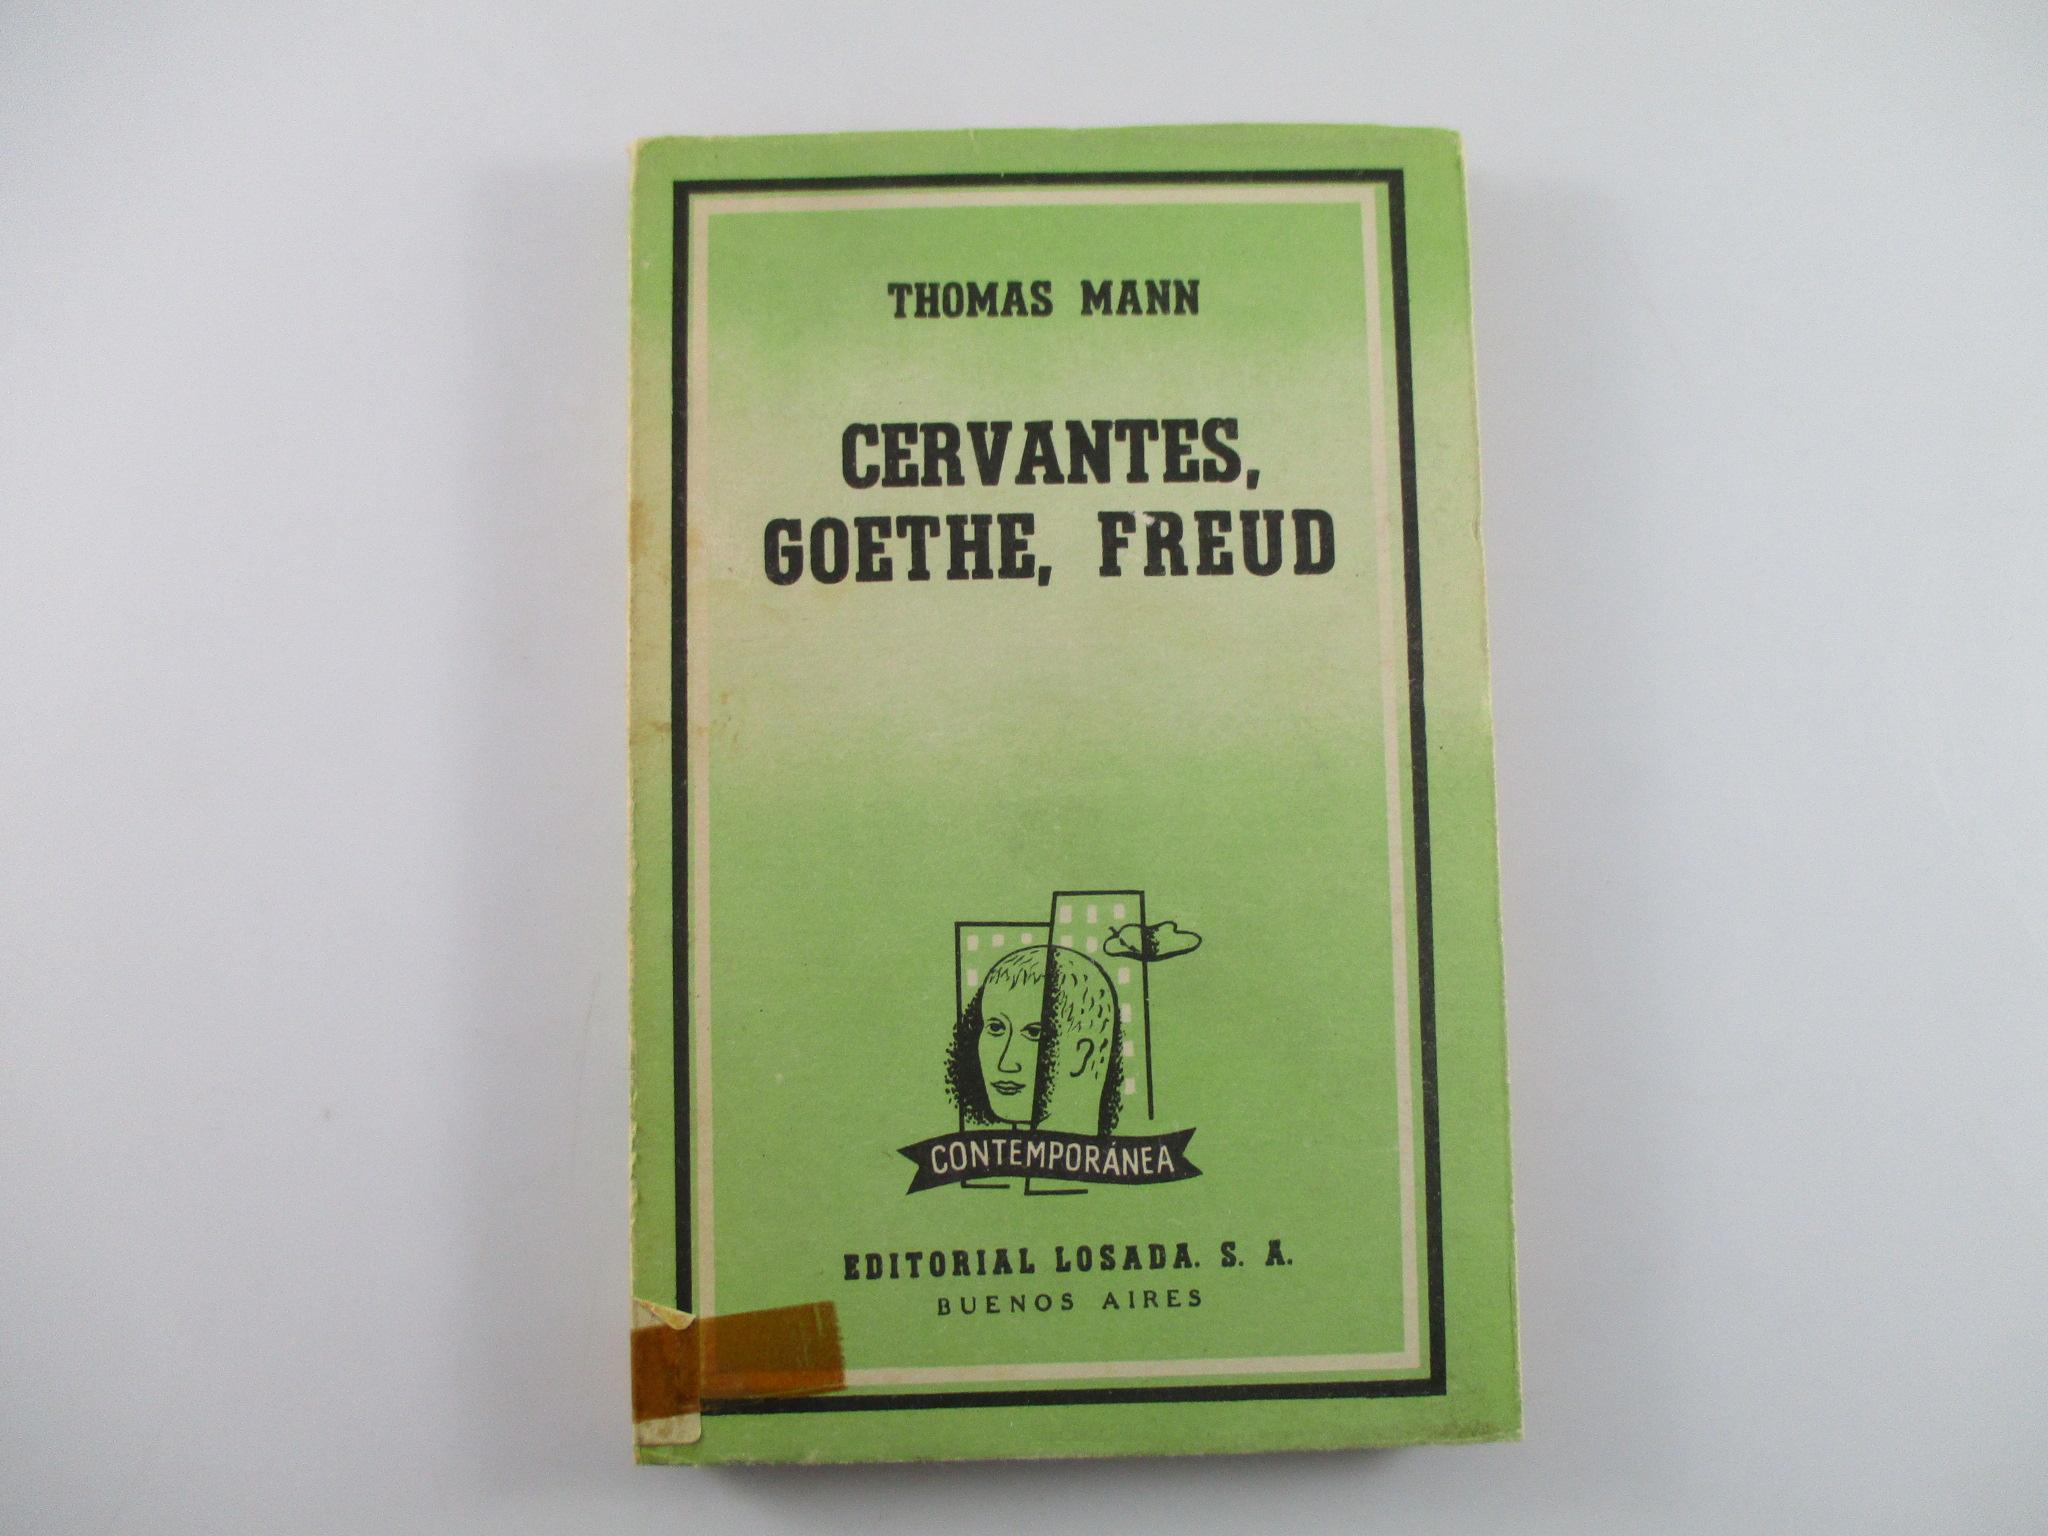 THOMAS MANN
CERVANTES,
GOETHE, FREUD
CONTEMPORÁNEA
EDITORIAL LOSADA. S. A.
BUENOS AIRES